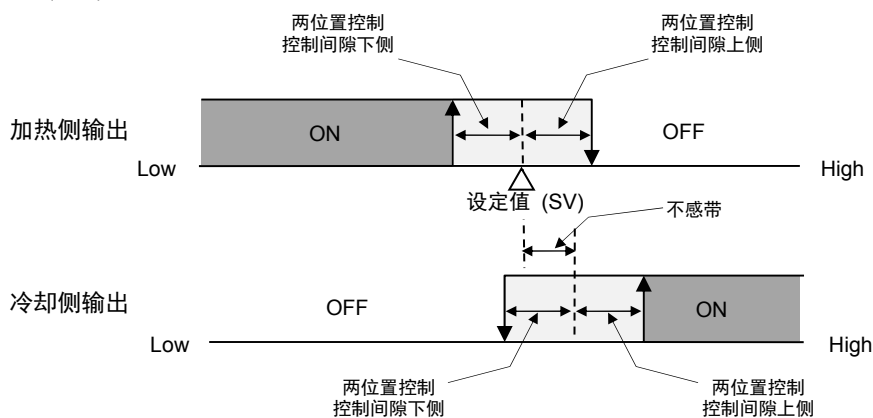 两位置控制
控制间隙下侧
两位置控制
控制间隙上侧
加热侧输出
ON
OFF
Low
High
设定值 (SV)
不感带
冷却侧输出
OFF
ON
Low
High
两位置控制
控制间隙下侧
两位置控制
控制间隙上侧